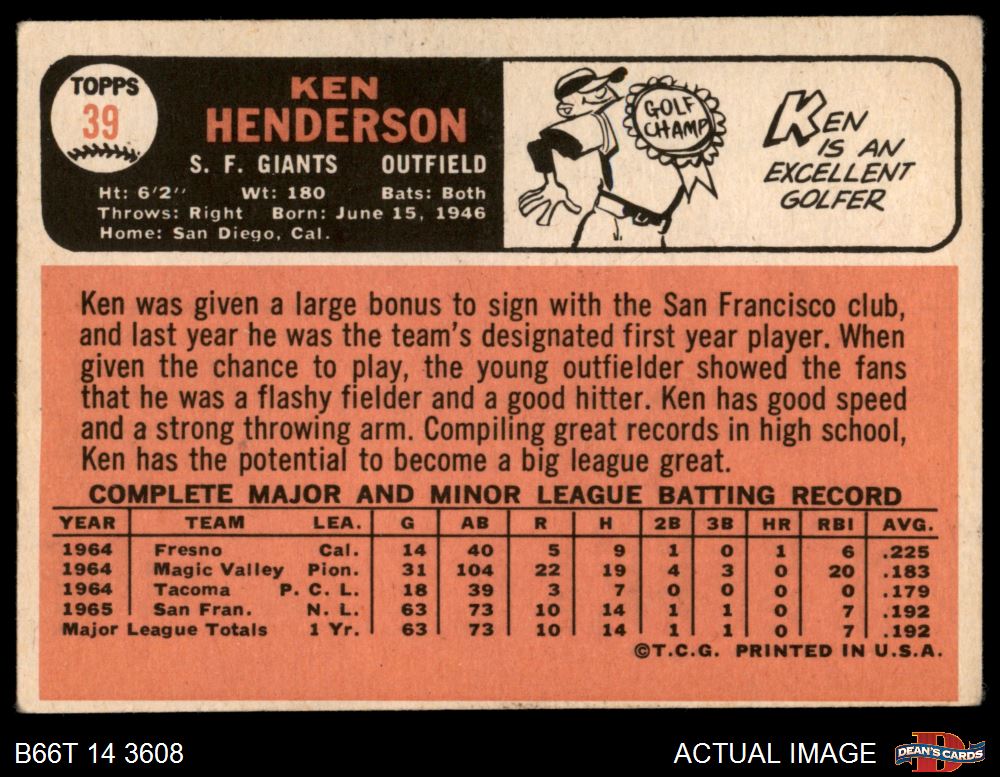 TOPPS
39
KEN
HENDERSON
S. F. GIANTS OUTFIELD
Ht: 6'2" Wt: 180 Bats: Both
Throws: Right Born: June 15, 1946
Home: San Diego, Cal.
GOLF
CHAMP
KEN
IS AN
EXCELLENT
GOLFER
Ken was given a large bonus to sign with the San Francisco club,
and last year he was the team's designated first year player. When
given the chance to play, the young outfielder showed the fans
that he was a flashy fielder and a good hitter. Ken has good speed
and a strong throwing arm. Compiling great records in high school,
Ken has the potential to become a big league great.
COMPLETE MAJOR AND MINOR LEAGUE BATTING RECORD
YEAR TEAM LEA. G AB R H 2B 3B HR RBI AVG.
1964 Fresno Cal. 14 40 5 9 1 0 1 6 .225
1964 Magic Valley Pion. 31 104 22 19 4 3 0 20 .183
1964 Tacoma P. C. L. 18 39 3 7 0 0 0 0 .179
1965 San Fran. N. L. 63 73 10 14 1 1 0 7 .192
Major League Totals 1 Yr. 63 73 10 14 1 1 0 7 .192
©T.C.G. PRINTED IN U.S.A.
B66T 14 3608
ACTUAL IMAGE
D
DEAN'S CARDS